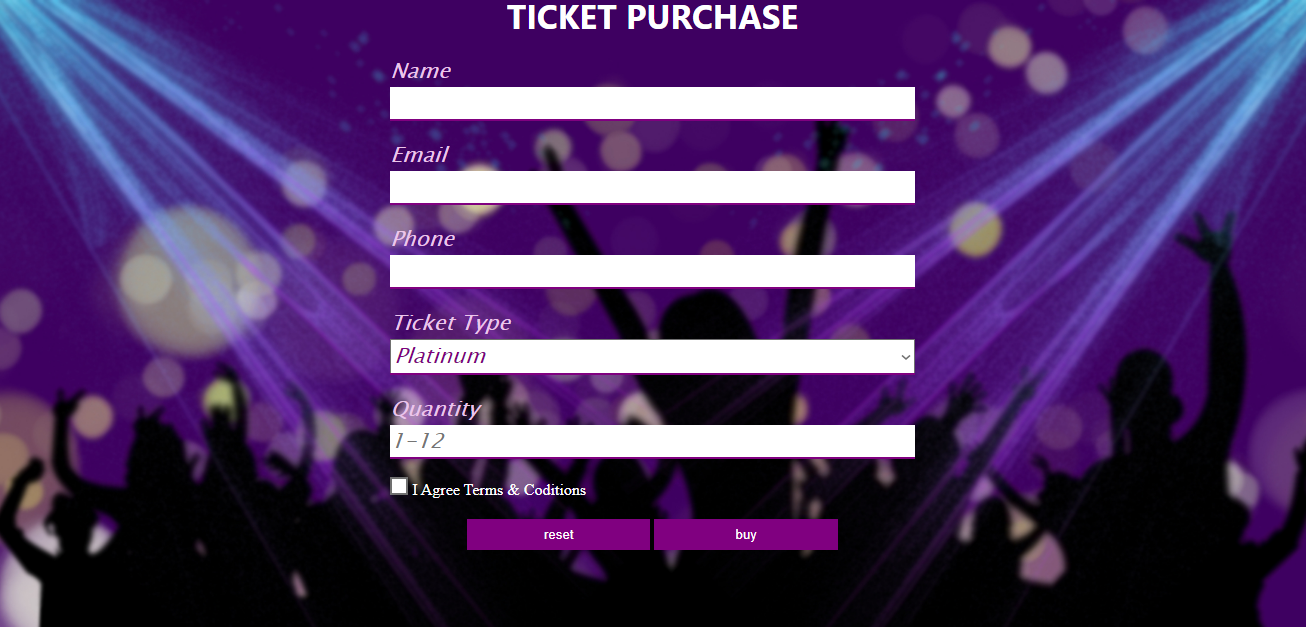 TICKET PURCHASE
Name
Email
Phone
Ticket Type
Platinum
Quantity
1-12
I Agree Terms & Coditions
reset buy